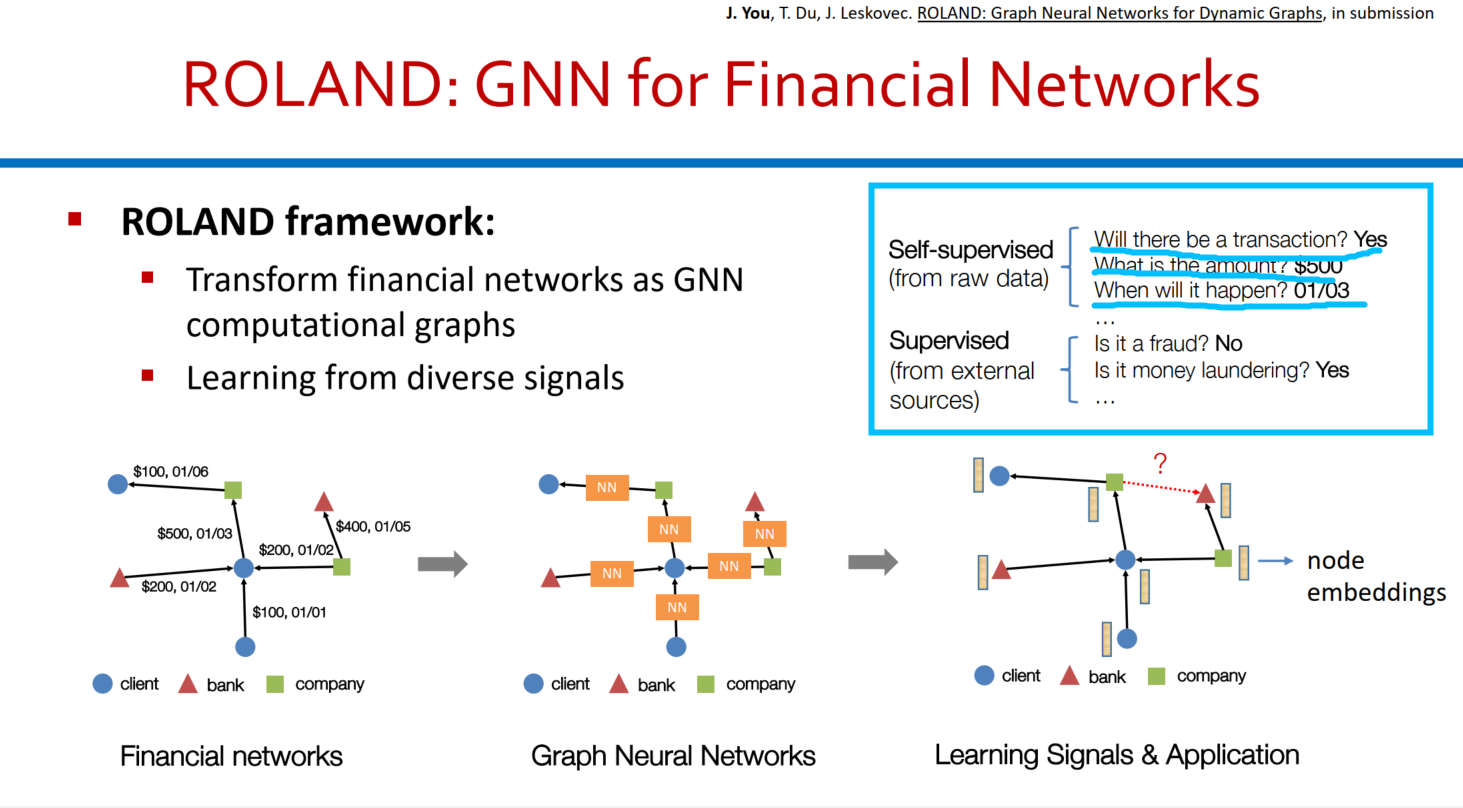 J. You, T. Du, J. Leskovec. ROLAND: Graph Neural Networks for Dynamic Graphs, in submission
ROLAND: GNN for Financial Networks
ROLAND framework:
Transform financial networks as GNN
computational graphs
Learning from diverse signals
Self-supervised
(from raw data)
Will there be a transaction? Yes
What is the amount? $500
When will it happen? 01/03
...
Supervised
(from external
sources)
Is it a fraud? No
Is it money laundering? Yes
...
$100, 01/06
$500, 01/03
$400, 01/05
$200, 01/02
$200, 01/02
$100, 01/01
client bank company
Financial networks
NN
NN
NN
NN
NN
NN
client bank company
Graph Neural Networks
?
node
embeddings
client bank company
Learning Signals & Application